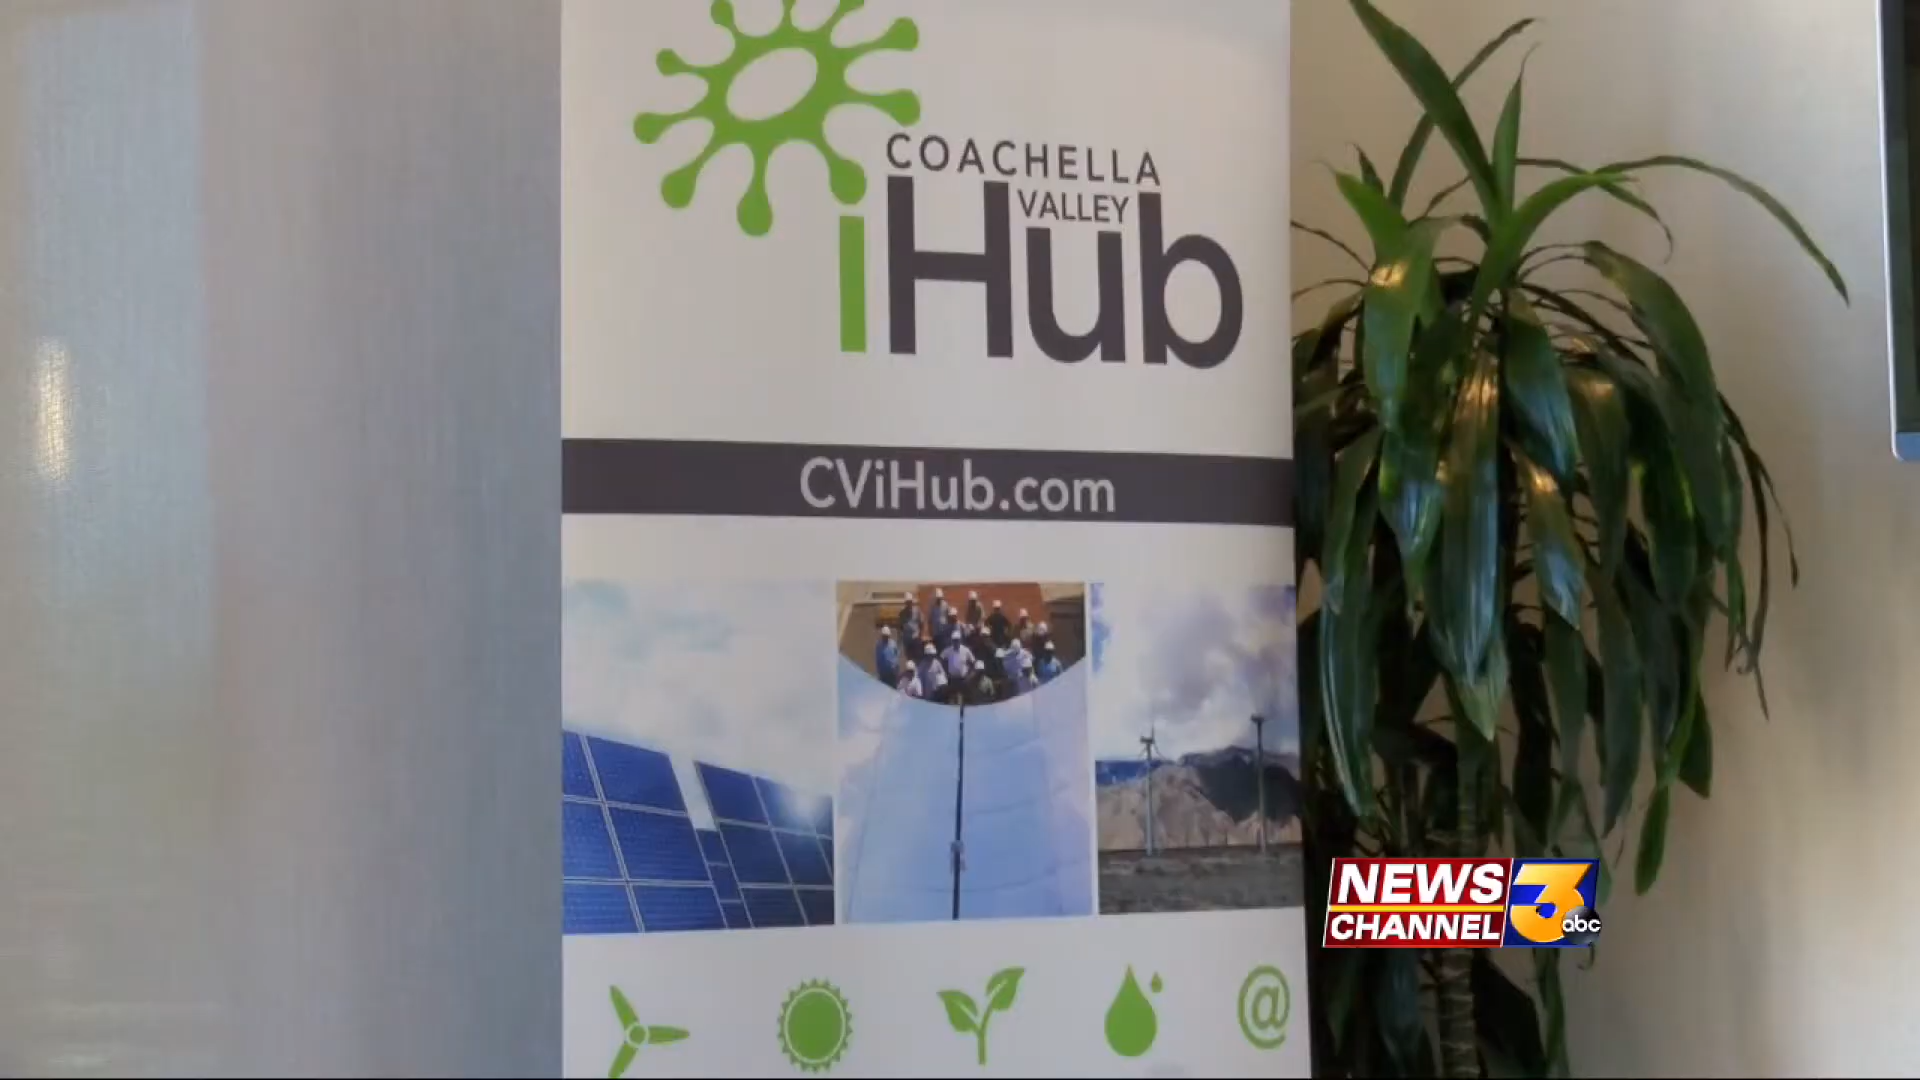 COACHELLA
VALLEY
iHub
CViHub.com
@
NEWS
CHANNEL
3
abc